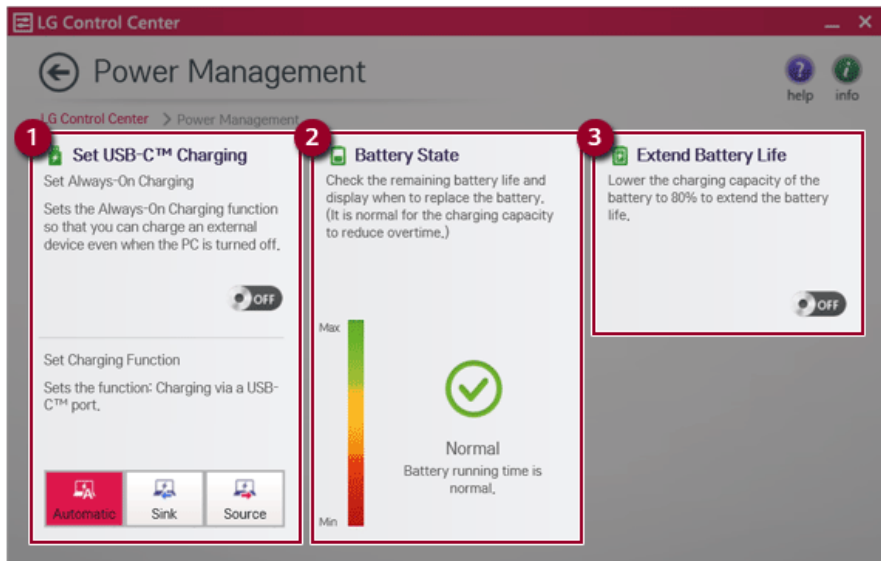 LG Control Center
Power Management
help
info
LG Control Center > Power Management
1
Set USB-C™ Charging
Set Always-On Charging
Sets the Always-On Charging function
so that you can charge an external
device even when the PC is turned off.
OFF
Set Charging Function
Sets the function: Charging via a USB-
C™ port.
Automatic
Sink
Source
2
Battery State
Check the remaining battery life and
display when to replace the battery.
(It is normal for the charging capacity
to reduce overtime.)
Max
Min
Normal
Battery running time is
normal.
3
Extend Battery Life
Lower the charging capacity of the
battery to 80% to extend the battery
life.
OFF